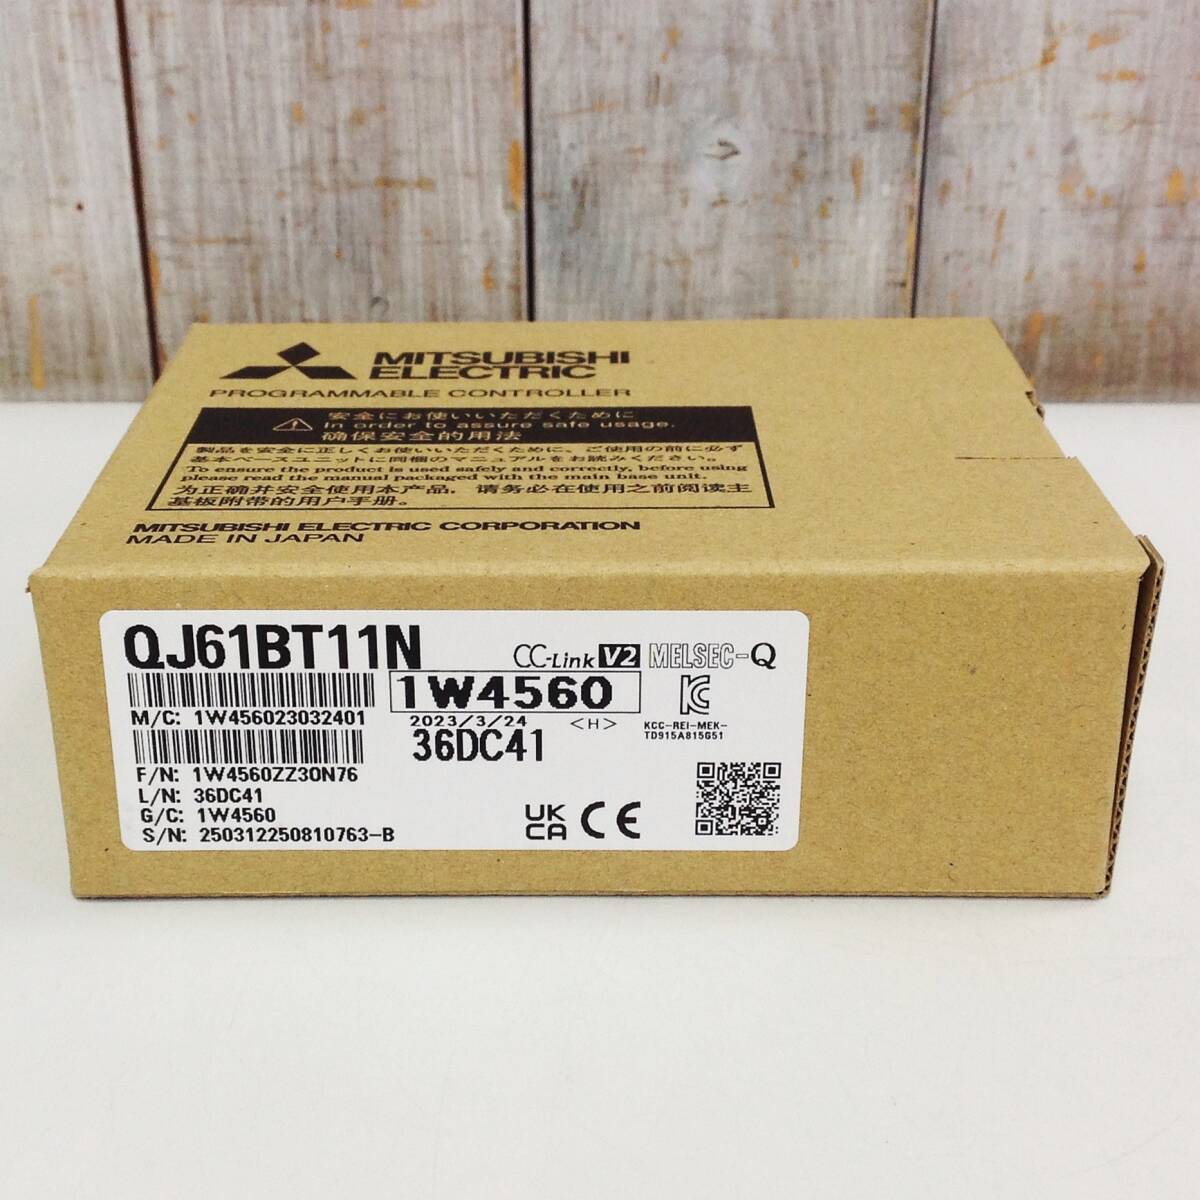 MITSUBISHI
ELECTRIC
PROGRAMMABLE CONTROLLER
安全にお使いいただくために
In order to assure safe usage.
确保安全的用法
製品を安全に正しくお使いいただくために、ご使用の前に必ず
基本ベースユニットに同梱のマニュアルをお読みください。
To ensure the product is used safely and correctly, before using
please read the manual packaged with the main base unit.
为正确并安全使用本产品，请务必在使用之前阅读主
基板附带的用户手册。
MITSUBISHI ELECTRIC CORPORATION
MADE IN JAPAN
QJ61BT11N CC-Link V2 MELSEC-Q
1W4560
M/C: 1W456023032401
2023/3/24 <H>
KCC-REI-MEK-
TD915A815G51
36DC41
F/N: 1W4560ZZ30N76
L/N: 36DC41
G/C: 1W4560
S/N: 250312250810763-B
UK
CA CE